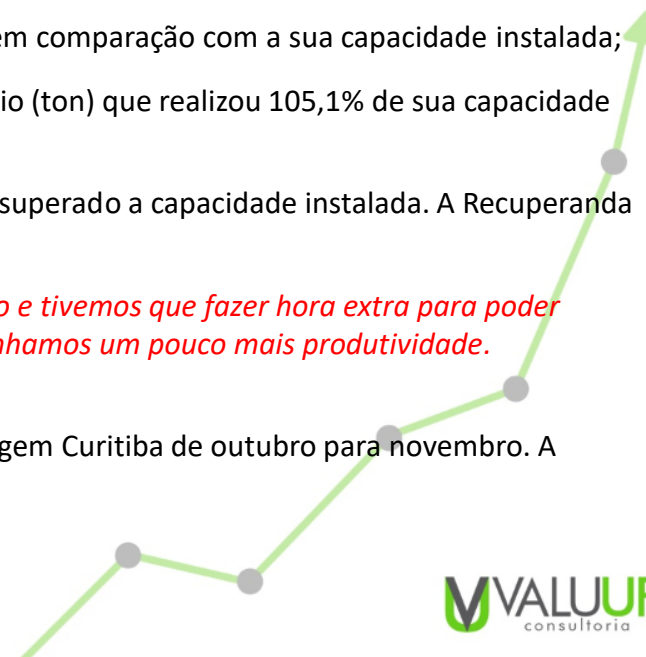 em comparação com a sua capacidade instalada;
io (ton) que realizou 105,1% de sua capacidade
superado a capacidade instalada. A Recuperanda
o e tivemos que fazer hora extra para poder
nhamos um pouco mais produtividade.
gem Curitiba de outubro para novembro. A
VALUUP
consultoria